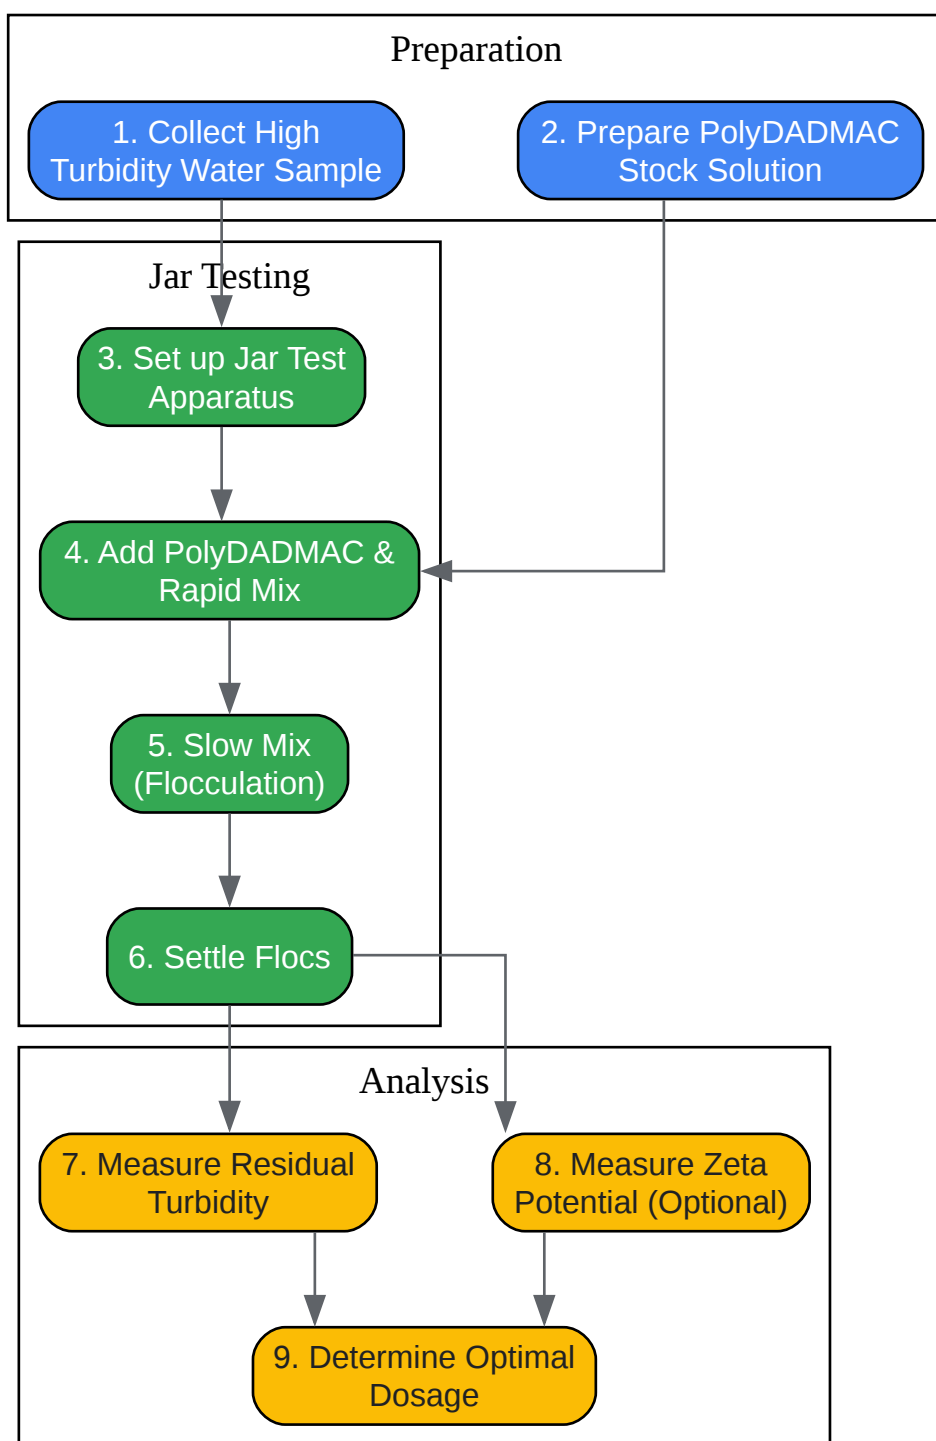 Preparation
1. Collect High
Turbidity Water Sample
2. Prepare PolyDADMAC
Stock Solution
Jar Testing
3. Set up Jar Test
Apparatus
4. Add PolyDADMAC &
Rapid Mix
5. Slow Mix
(Flocculation)
6. Settle Flocs
Analysis
7. Measure Residual
Turbidity
8. Measure Zeta
Potential (Optional)
9. Determine Optimal
Dosage